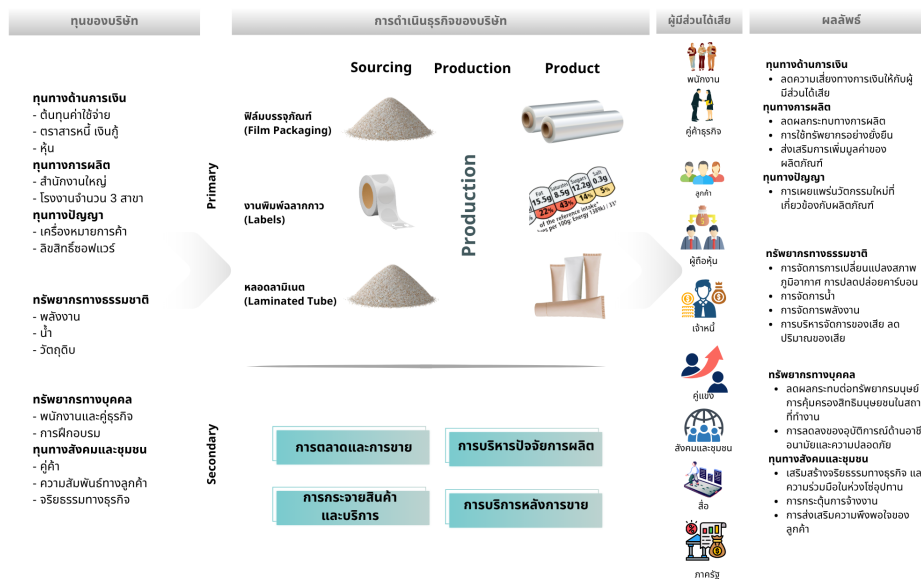 ทุนของบริษัท
การดำเนินธุรกิจของบริษัท
ผู้มีส่วนได้เสีย
ผลลัพธ์
ทุนทางด้านการเงิน
- ต้นทุนค่าใช้จ่าย
- ตราสารหนี้ เงินกู้
- หุ้น
ทุนทางการผลิต
- สำนักงานใหญ่
- โรงงานจำนวน 3 สาขา
ทุนทางปัญญา
- เครื่องหมายการค้า
- ลิขสิทธิ์ซอฟแวร์
ทรัพยากรทางธรรมชาติ
- พลังงาน
- น้ำ
- วัตถุดิบ
ทรัพยากรทางบุคคล
- พนักงานและคู่ธุรกิจ
- การฝึกอบรม
ทุนทางสังคมและชุมชน
- คู่ค้า
- ความสัมพันธ์ทางลูกค้า
- จริยธรรมทางธุรกิจ
Primary
Sourcing
Production
Product
ฟิล์มบรรจุภัณฑ์
(Film Packaging)
งานพิมพ์ฉลากกาว
(Labels)
หลอดลามิเนต
(Laminated Tube)
Production
Fat Saturates Sugars Salt
15.5g 8.5g 12.2g 0.3g
22% 43% 14% 5%
of the reference intake*
per 100g: Energy
Secondary
การตลาดและการขาย
การบริหารปัจจัยการผลิต
การกระจายสินค้า
และบริการ
การบริการหลังการขาย
พนักงาน
คู่ค้าธุรกิจ
ลูกค้า
ผู้ถือหุ้น
เจ้าหนี้
คู่แข่ง
สังคมและชุมชน
สื่อ
ภาครัฐ
ทุนทางด้านการเงิน
• ลดความเสี่ยงทางการเงินให้กับผู้
มีส่วนได้เสีย
ทุนทางการผลิต
• ลดผลกระทบทางการผลิต
• การใช้ทรัพยากรอย่างยั่งยืน
• ส่งเสริมการเพิ่มมูลค่าของ
ผลิตภัณฑ์
ทุนทางปัญญา
• การเผยแพร่นวัตกรรมใหม่ที่
เกี่ยวข้องกับผลิตภัณฑ์
ทรัพยากรทางธรรมชาติ
• การจัดการการเปลี่ยนแปลงสภาพ
ภูมิอากาศ การปลดปล่อยคาร์บอน
• การจัดการน้ำ
• การจัดการพลังงาน
• การบริหารจัดการของเสีย ลด
ปริมาณของเสีย
ทรัพยากรทางบุคคล
• ลดผลกระทบต่อทรัพยากรมนุษย์
การคุ้มครองสิทธิมนุษยชนในสถา
ที่ทำงาน
• การลดลงของอุบัติการณ์ด้านอาชี
อนามัยและความปลอดภัย
ทุนทางสังคมและชุมชน
• เสริมสร้างจริยธรรมทางธุรกิจ แล
ความร่วมมือในห่วงโซ่อุปทาน
• การกระตุ้นการจ้างงาน
• การส่งเสริมความพึงพอใจของ
ลูกค้า